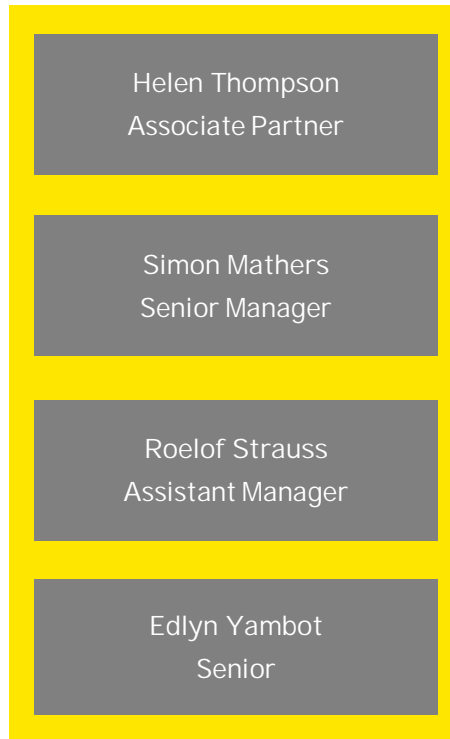 Helen Thompson
Associate Partner
Simon Mathers
Senior Manager
Roelof Strauss
Assistant Manager
Edlyn Yambot
Senior